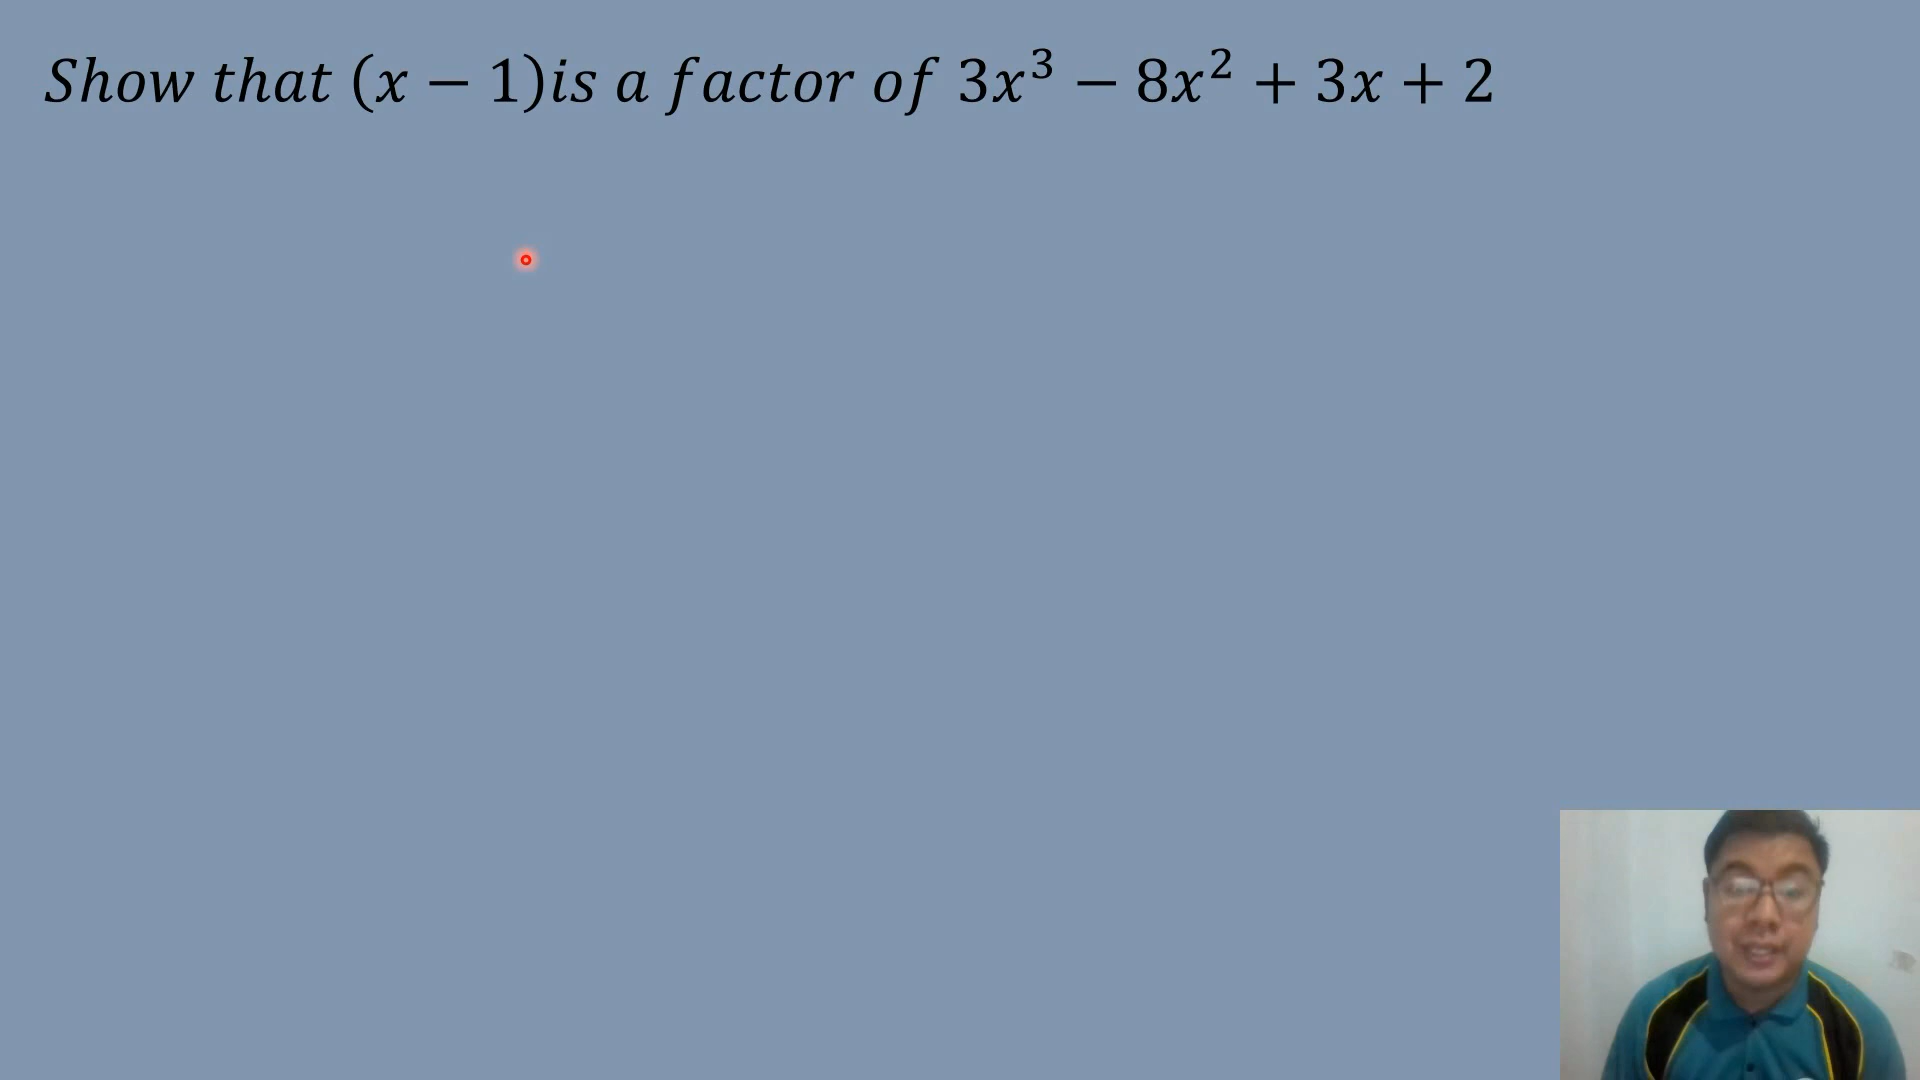 Show that (x − 1)is a factor of 3x³ − 8x² + 3x + 2